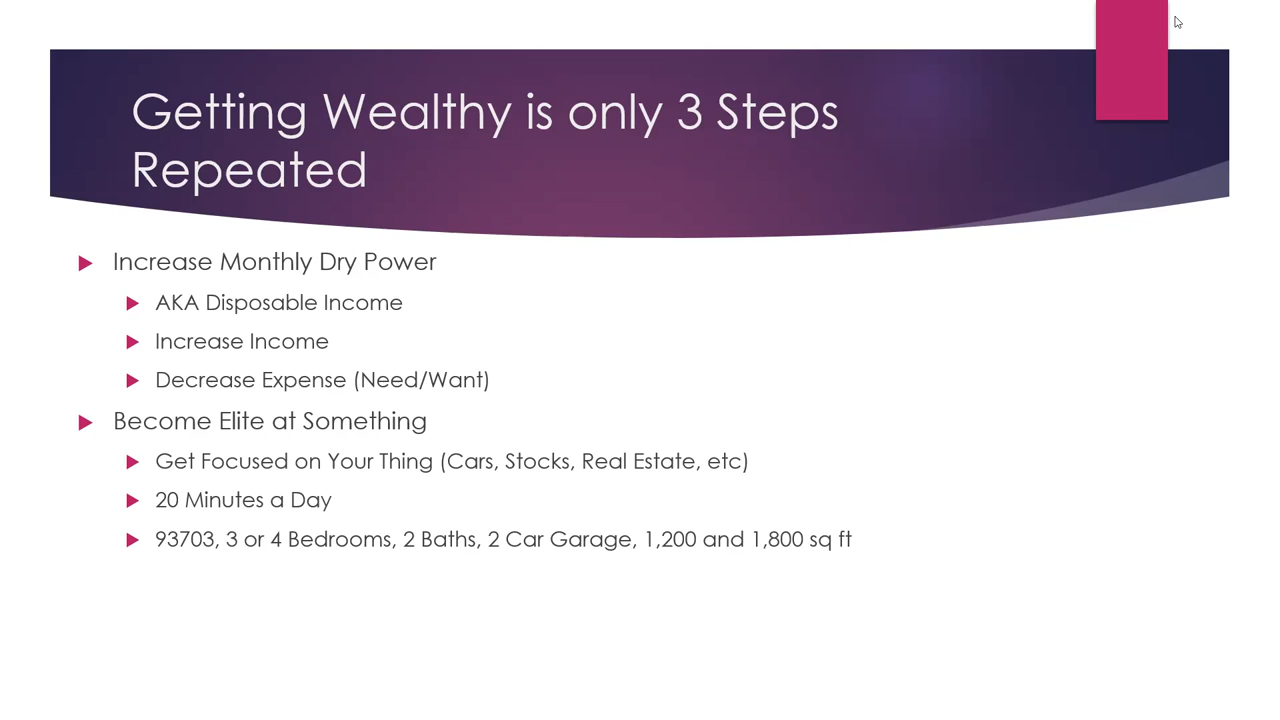 Getting Wealthy is only 3 Steps
Repeated
Increase Monthly Dry Power
AKA Disposable Income
Increase Income
Decrease Expense (Need/Want)
Become Elite at Something
Get Focused on Your Thing (Cars, Stocks, Real Estate, etc)
20 Minutes a Day
93703, 3 or 4 Bedrooms, 2 Baths, 2 Car Garage, 1,200 and 1,800 sq ft